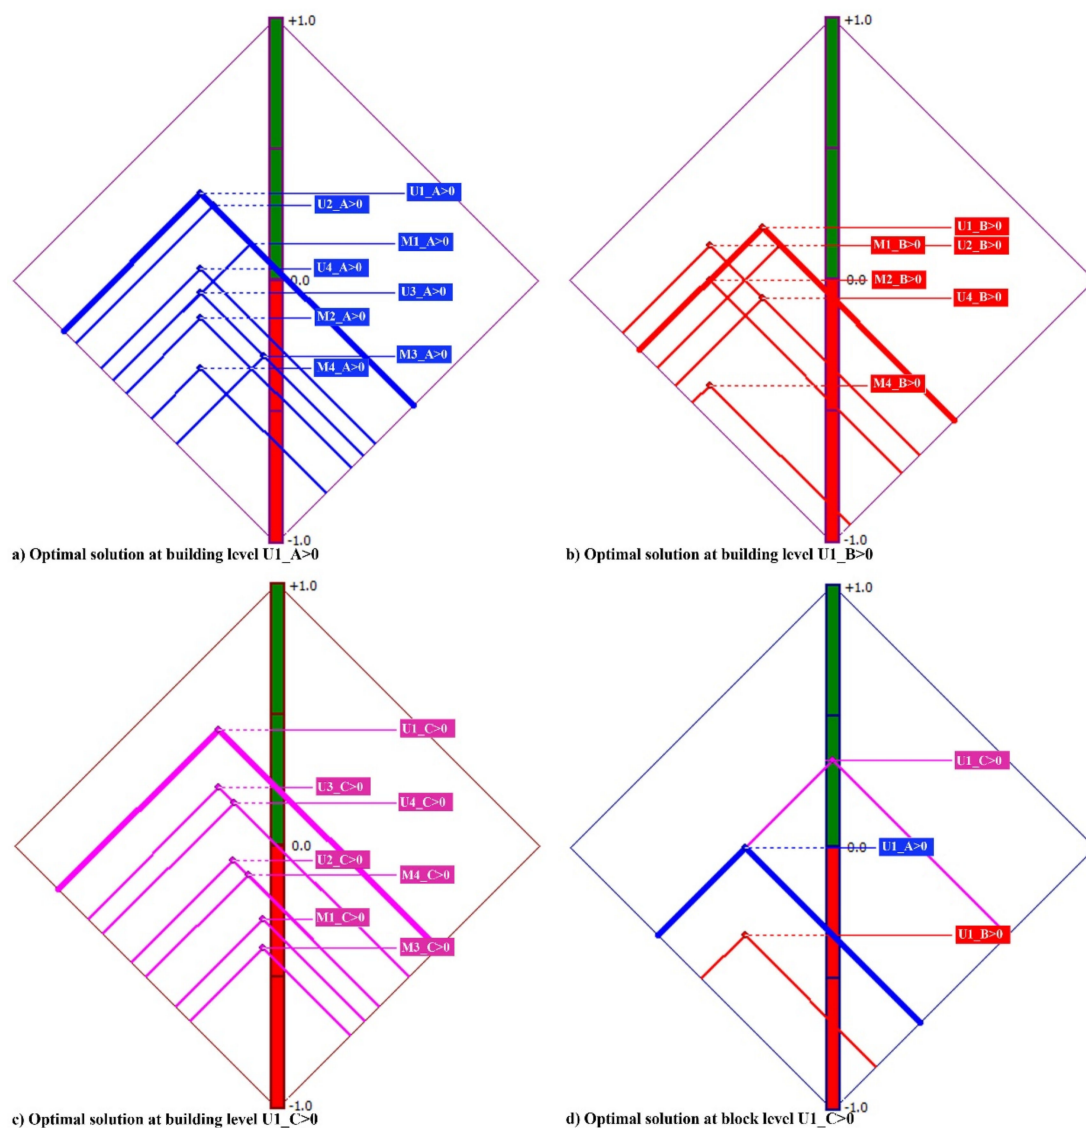 +1.0
U1_A>0
U2_A>0
M1_A>0
U4_A>0
0.0
U3_A>0
M2_A>0
M3_A>0
M4_A>0
-1.0
a) Optimal solution at building level U1_A>0
+1.0
U1_B>0
M1_B>0 U2_B>0
0.0
M2_B>0
U4_B>0
M4_B>0
-1.0
b) Optimal solution at building level U1_B>0
+1.0
U1_C>0
U3_C>0
U4_C>0
0.0
U2_C>0
M4_C>0
M1_C>0
M3_C>0
-1.0
c) Optimal solution at building level U1_C>0
+1.0
U1_C>0
0.0
U1_A>0
U1_B>0
-1.0
d) Optimal solution at block level U1_C>0